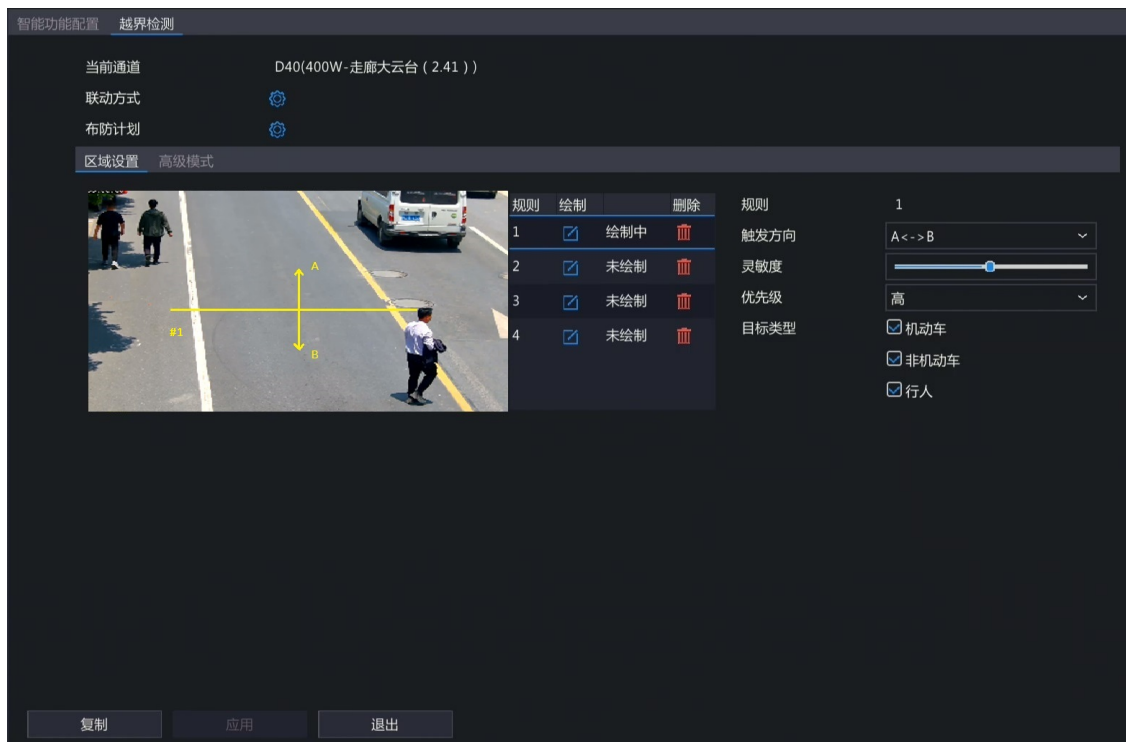 智能功能配置 越界检测
当前通道 D40(400W-走廊大云台(2.41))
联动方式
布防计划
区域设置 高级模式
规则 绘制 删除
1 绘制中
2 未绘制
3 未绘制
4 未绘制
A
#1
B
规则 1
触发方向 A<->B
灵敏度
优先级 高
目标类型 机动车
非机动车
行人
复制 应用 退出